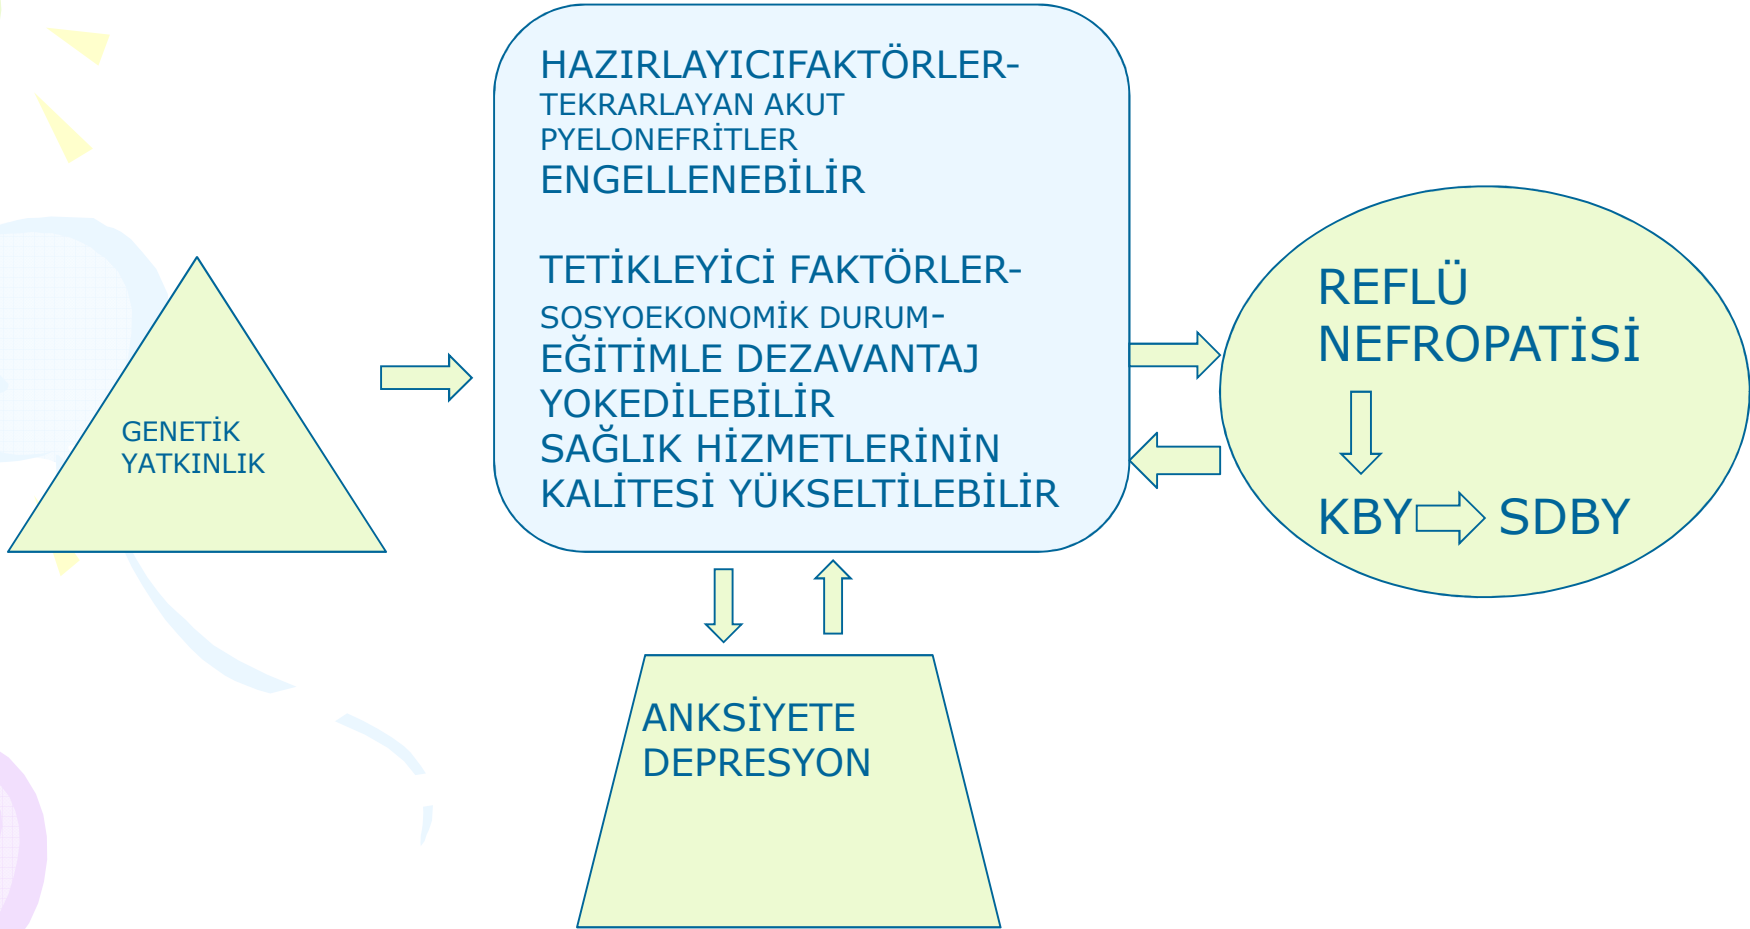 GENETİK
YATKINLIK
HAZIRLAYICIFAKTÖRLER-
TEKRARLAYAN AKUT
PYELONEFRİTLER
ENGELLENEBİLİR
TETİKLEYİCİ FAKTÖRLER-
SOSYOEKONOMİK DURUM-
EĞİTİMLE DEZAVANTAJ
YOKEDİLEBİLİR
SAĞLIK HİZMETLERİNİN
KALİTESİ YÜKSELTİLEBİLİR
REFLÜ
NEFROPATİSİ
KBY SDBY
ANKSİYETE
DEPRESYON